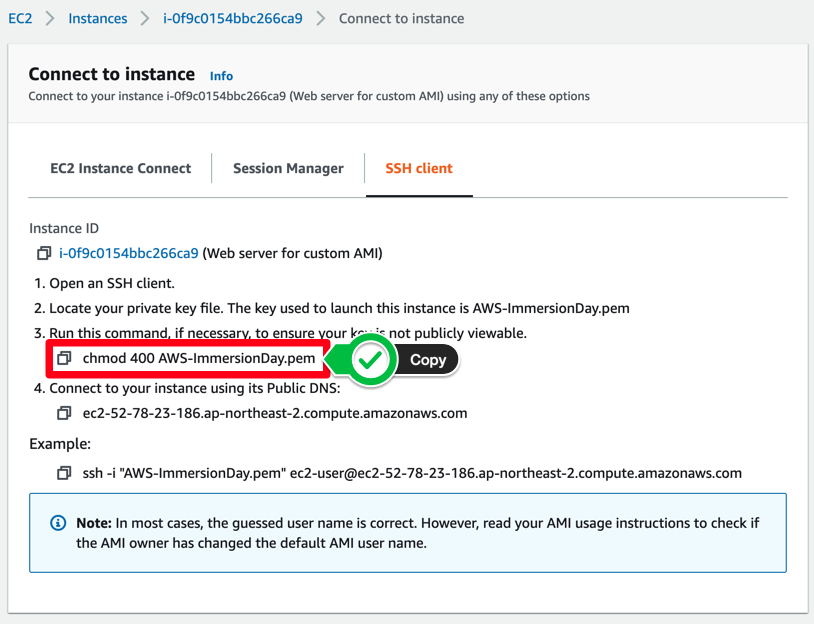 EC2 > Instances > i-0f9c0154bbc266ca9 > Connect to instance
Connect to instance Info
Connect to your instance i-0f9c0154bbc266ca9 (Web server for custom AMI) using any of these options
EC2 Instance Connect Session Manager SSH client
Instance ID
i-0f9c0154bbc266ca9 (Web server for custom AMI)
1. Open an SSH client.
2. Locate your private key file. The key used to launch this instance is AWS-ImmersionDay.pem
3. Run this command, if necessary, to ensure your key is not publicly viewable.
chmod 400 AWS-ImmersionDay.pem Copy
4. Connect to your instance using its Public DNS:
ec2-52-78-23-186.ap-northeast-2.compute.amazonaws.com
Example:
ssh -i "AWS-ImmersionDay.pem" ec2-user@ec2-52-78-23-186.ap-northeast-2.compute.amazonaws.com
Note: In most cases, the guessed user name is correct. However, read your AMI usage instructions to check if
the AMI owner has changed the default AMI user name.